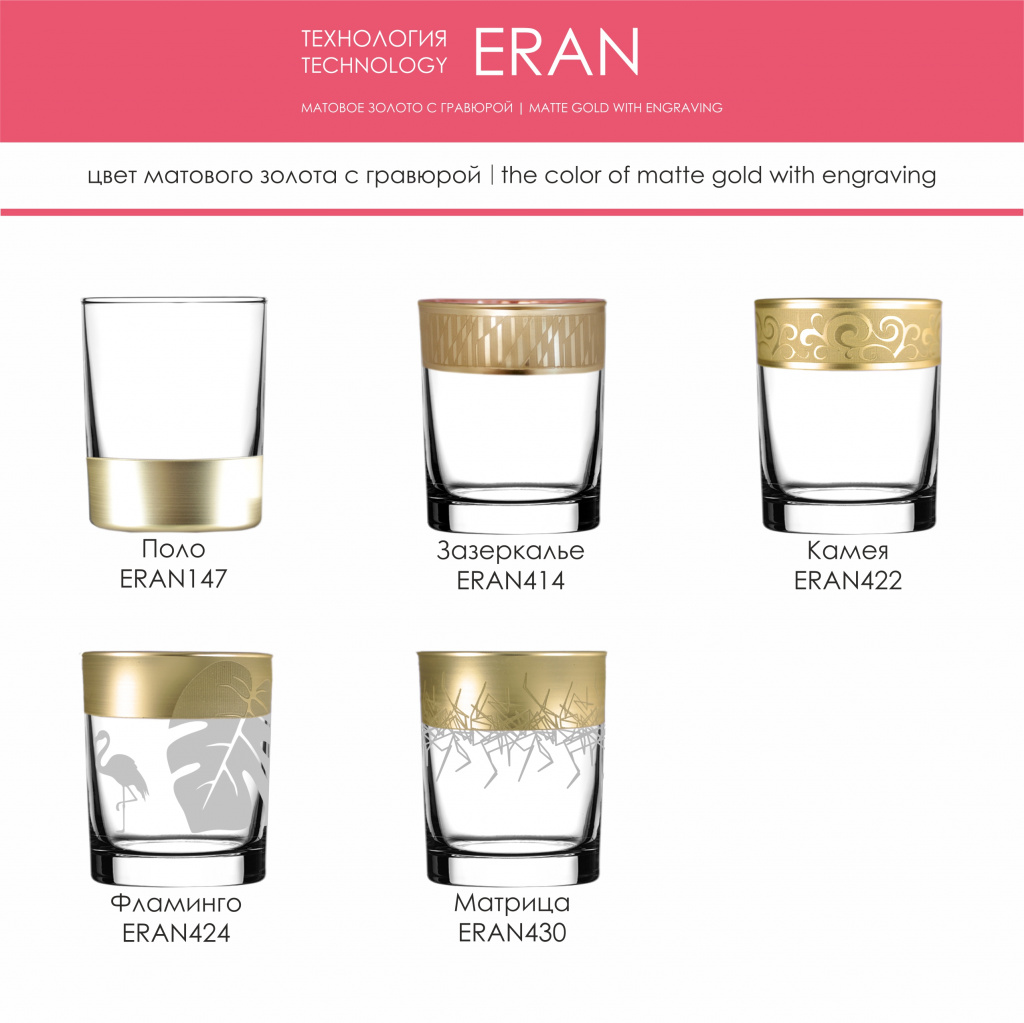 ТЕХНОЛОГИЯ
TECHNOLOGY
ERAN
МАТОВОЕ ЗОЛОТО С ГРАВЮРОЙ | MATTE GOLD WITH ENGRAVING
цвет матового золота с гравюрой | the color of matte gold with engraving
Поло
ERAN147
Зазеркалье
ERAN414
Камея
ERAN422
Фламинго
ERAN424
Матрица
ERAN430